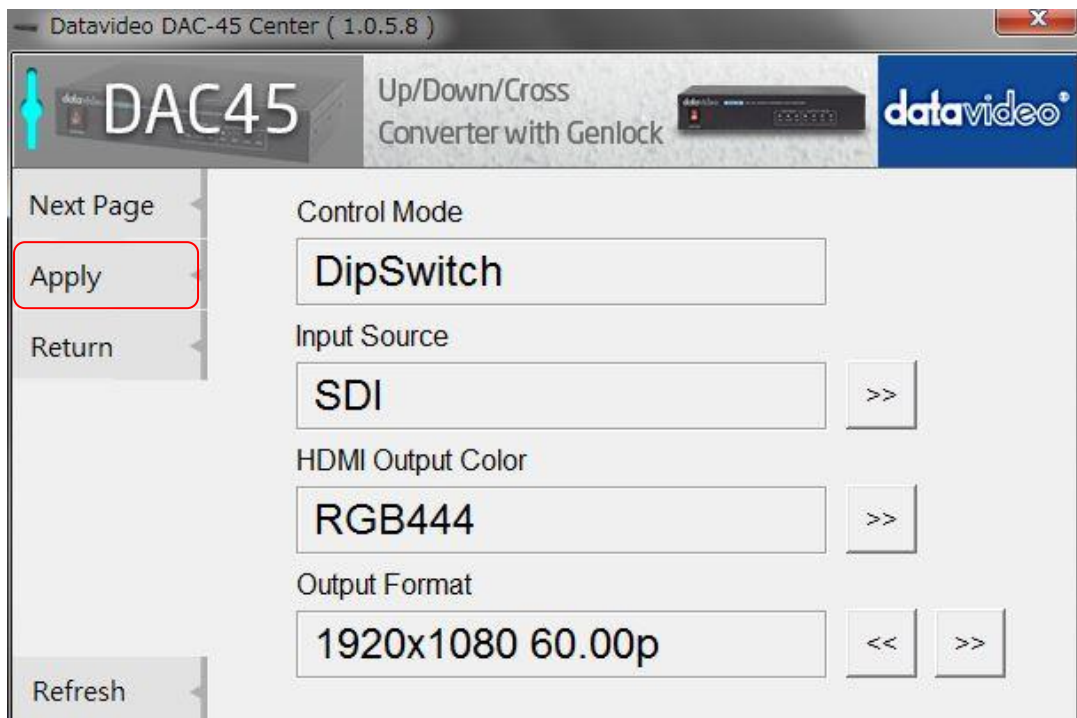 Datavideo DAC-45 Center ( 1.0.5.8 )
X
DAC45
Up/Down/Cross
Converter with Genlock
datavideo
Next Page
Apply
Return
Refresh
Control Mode
DipSwitch
Input Source
SDI
>>
HDMI Output Color
RGB444
>>
Output Format
1920x1080 60.00p
<< >>